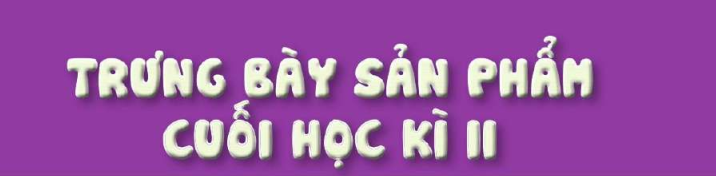 TRƯNG BÀY SẢN PHẨM
CUỐI HỌC KÌ II